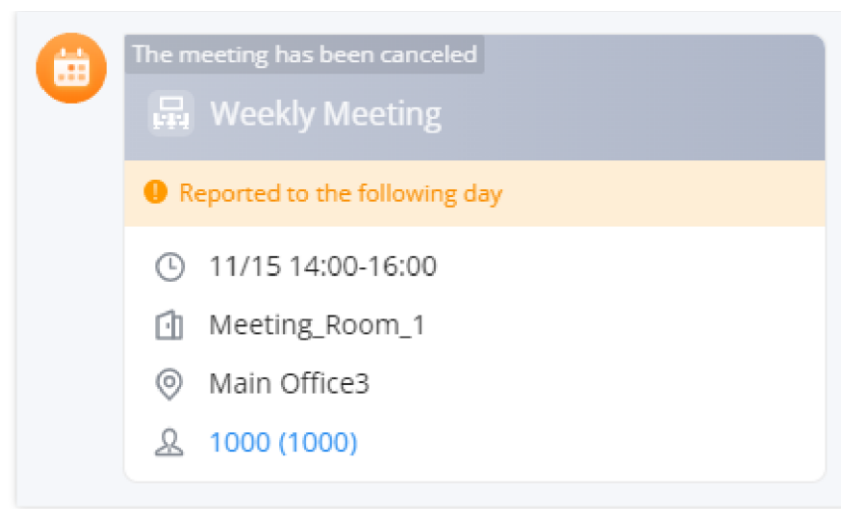 The meeting has been canceled
Weekly Meeting
Reported to the following day
11/15 14:00-16:00
Meeting_Room_1
Main Office3
1000 (1000)